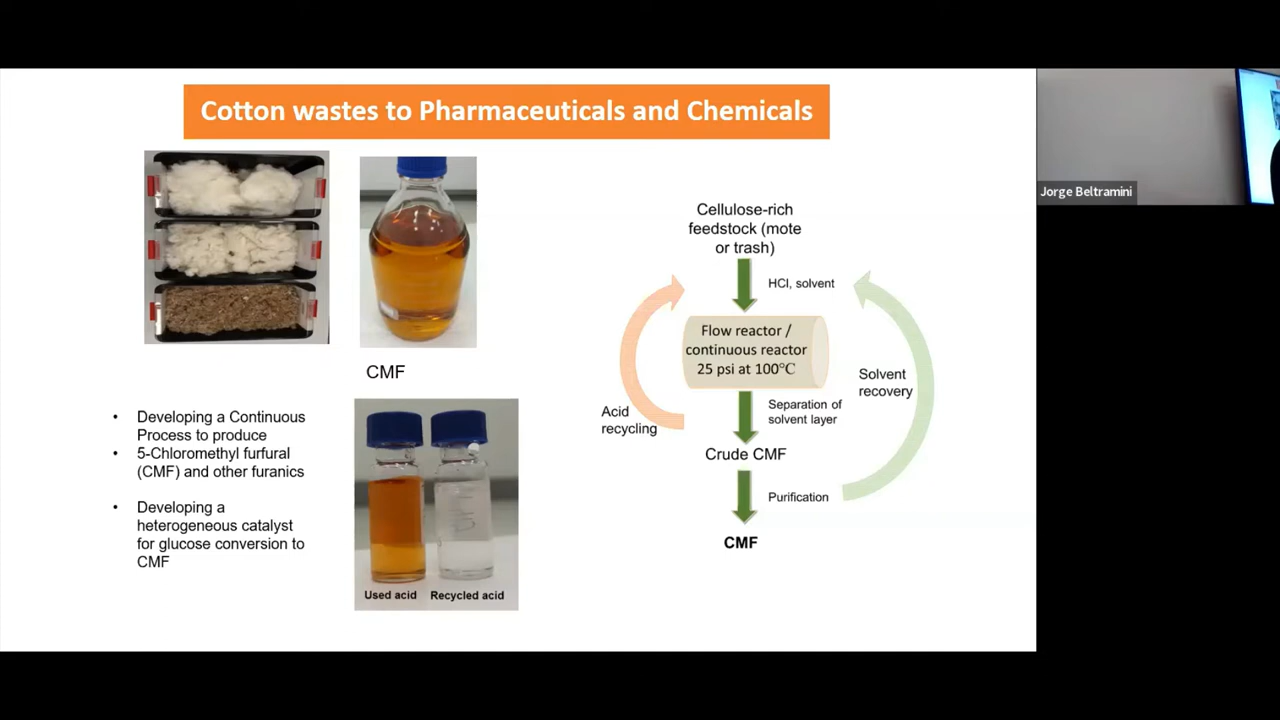 Cotton wastes to Pharmaceuticals and Chemicals
Jorge Beltramini
CMF
• Developing a Continuous
Process to produce
• 5-Chloromethyl furfural
(CMF) and other furanics
• Developing a
heterogeneous catalyst
for glucose conversion to
CMF
Used acid
Recycled acid
Cellulose-rich
feedstock (mote
or trash)
HCl, solvent
Flow reactor /
continuous reactor
25 psi at 100℃
Acid
recycling
Solvent
recovery
Separation of
solvent layer
Crude CMF
Purification
CMF